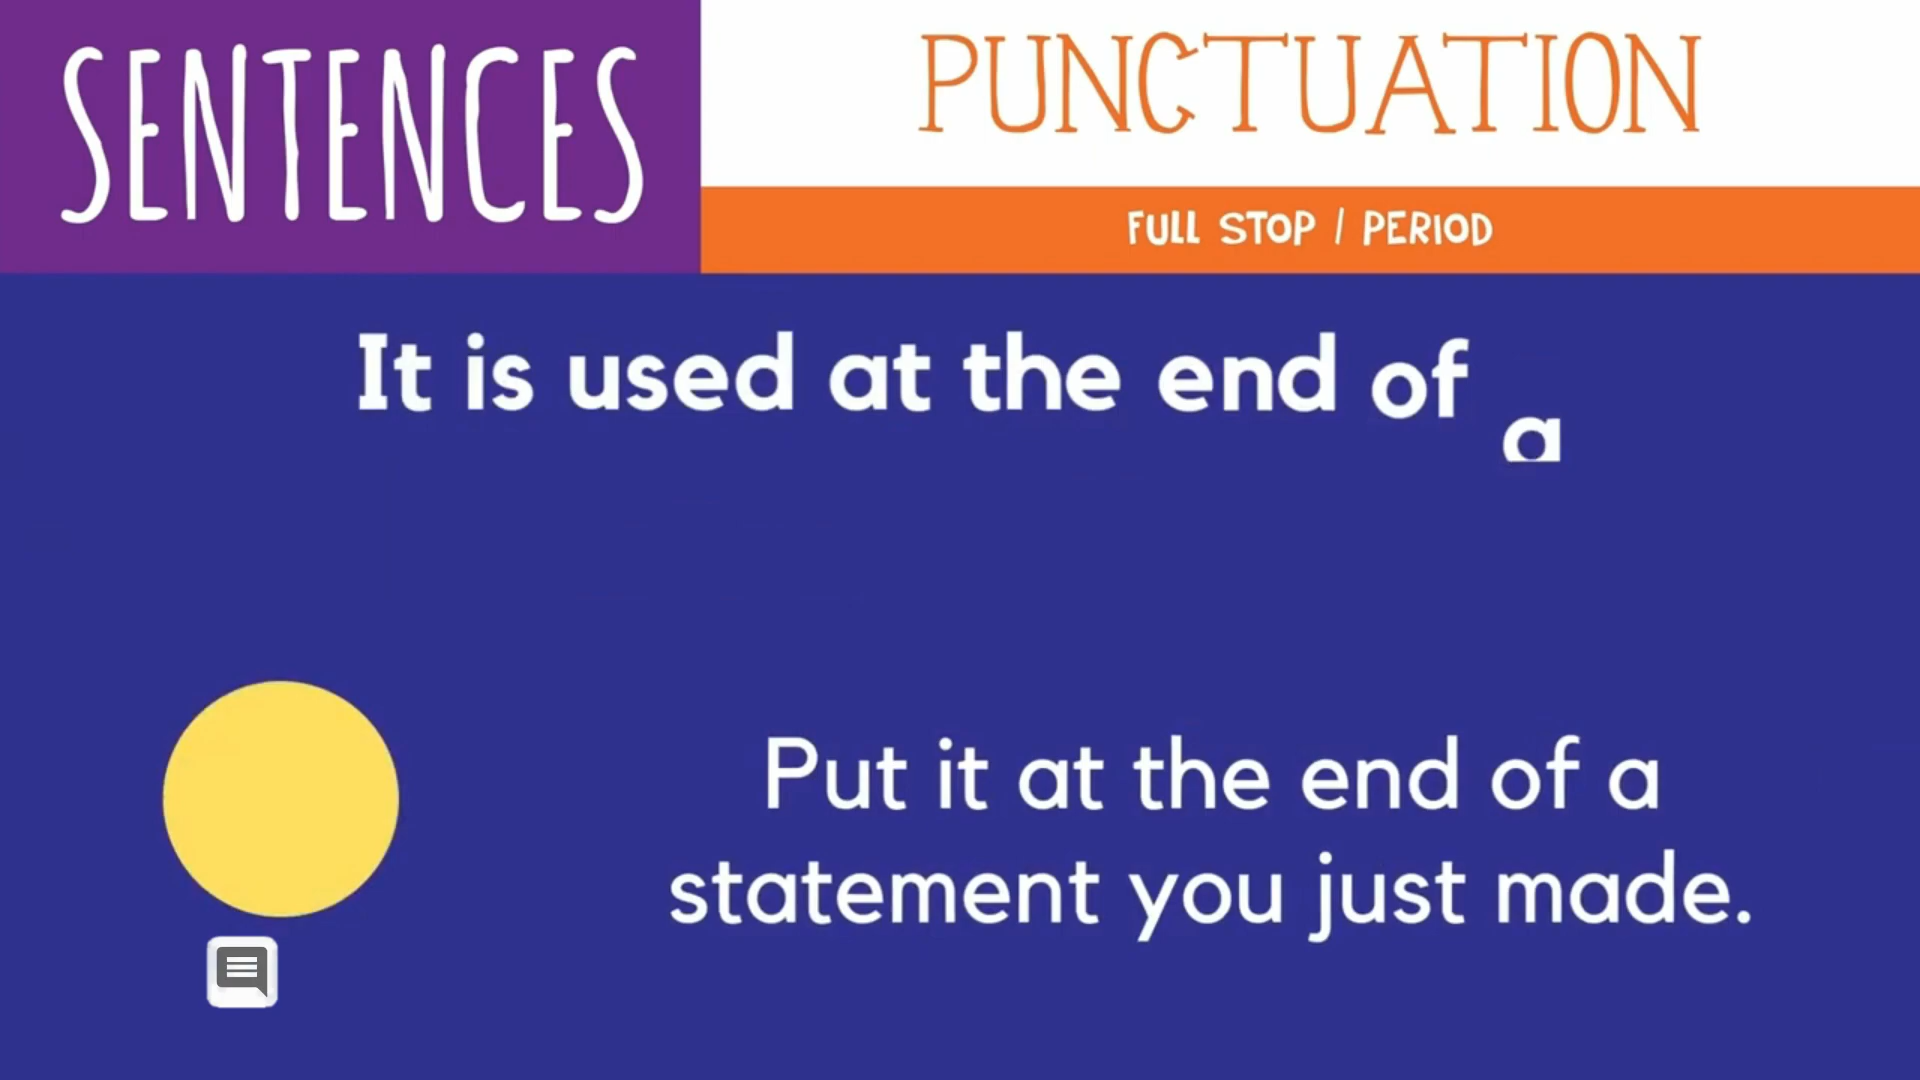 SENTENCES
PUNCTUATION
FULL STOP / PERIOD
It is used at the end of a
Put it at the end of a
statement you just made.